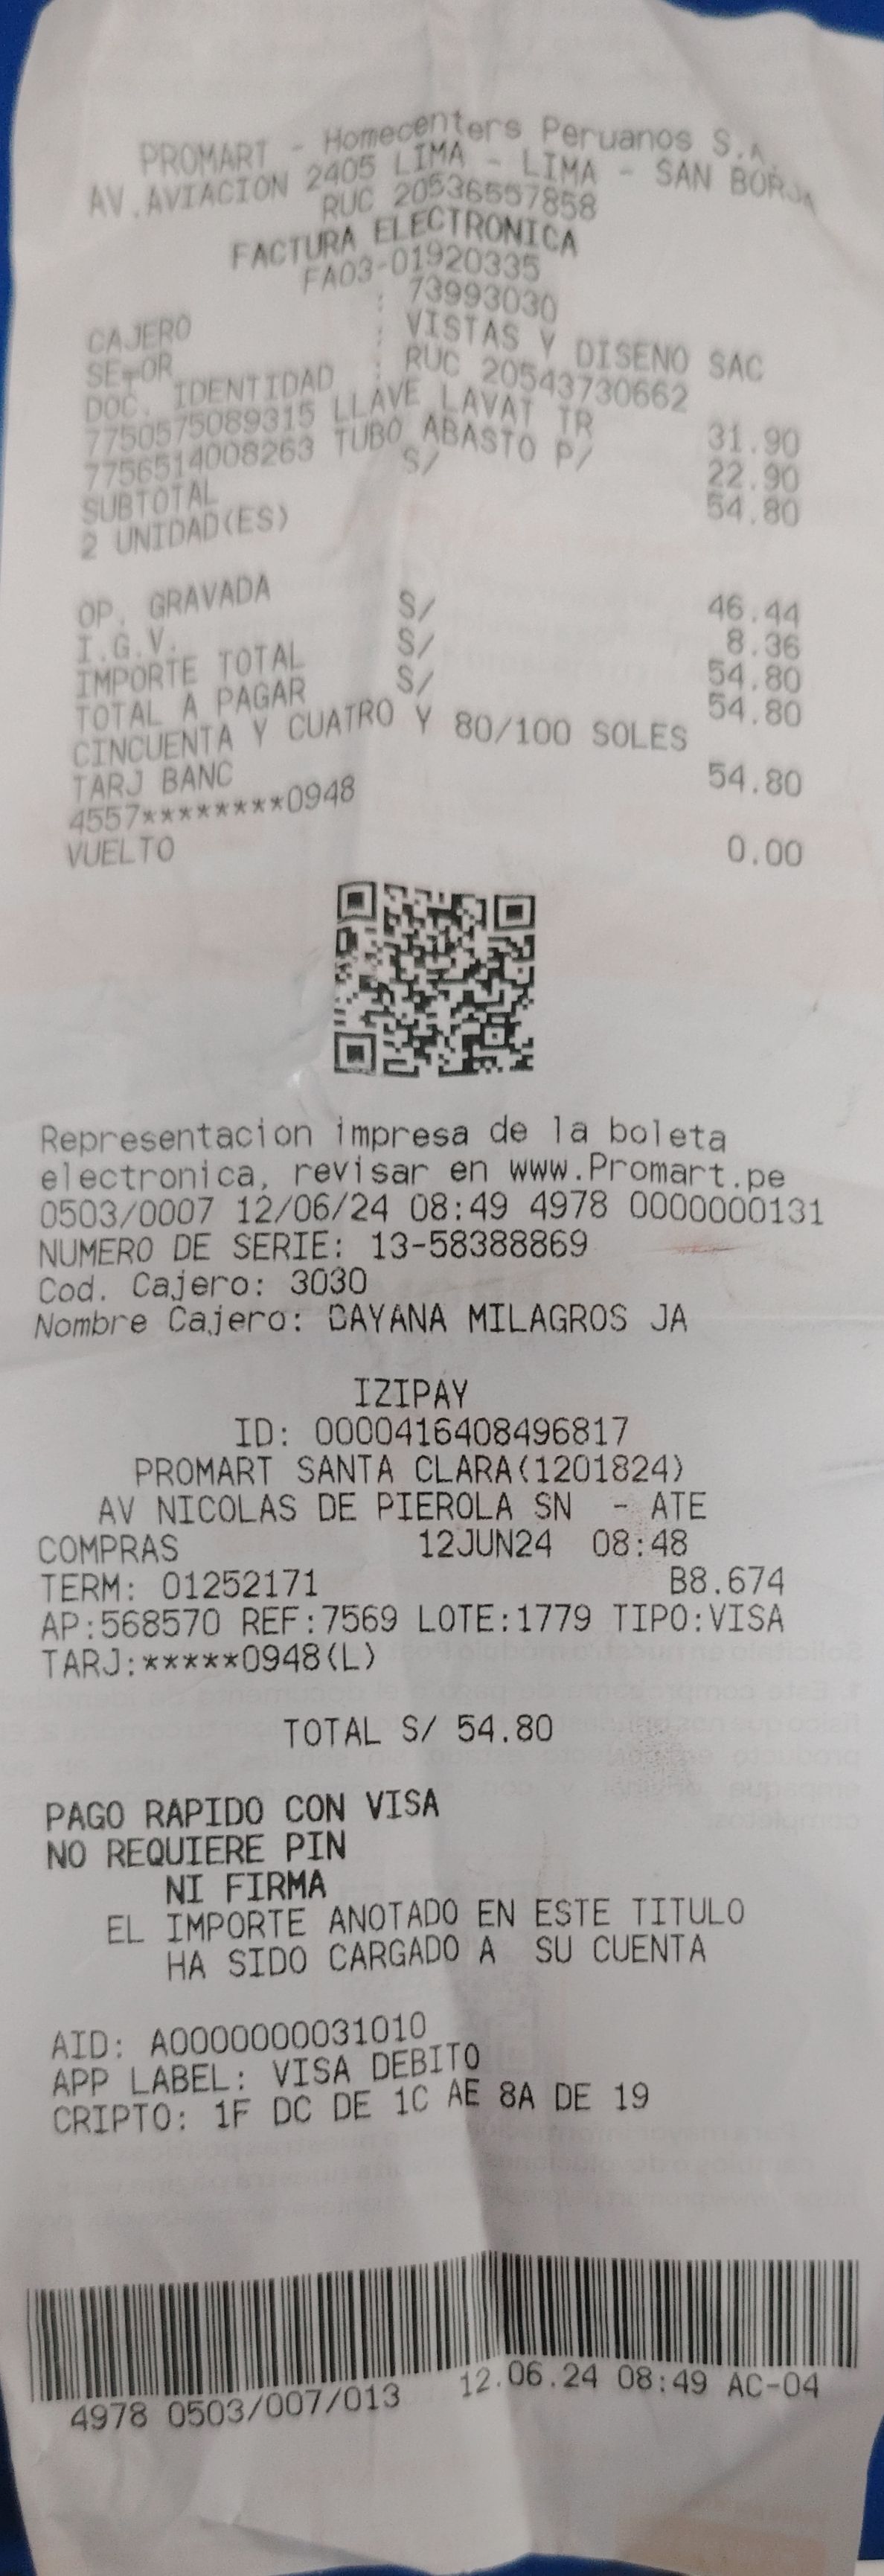 PROMART - Homecenters Peruanos S.A.
AV.AVIACION 2405 LIMA - LIMA - SAN BORJA
RUC 20536557858
FACTURA ELECTRONICA
FA03-01920335
CAJERO : 73993030
SE¬OR : VISTAS Y DISENO SAC
DOC. IDENTIDAD : RUC 20543730662
7750575089315 LLAVE LAVAT TR 31.90
7756514008263 TUBO ABASTO P/ 22.90
SUBTOTAL S/ 54.80
2 UNIDAD(ES)
OP. GRAVADA S/ 46.44
I.G.V. S/ 8.36
IMPORTE TOTAL S/ 54.80
TOTAL A PAGAR 54.80
CINCUENTA Y CUATRO Y 80/100 SOLES
TARJ BANC 54.80
4557********0948
VUELTO 0.00
Representacion impresa de la boleta
electronica, revisar en www.Promart.pe
0503/0007 12/06/24 08:49 4978 0000000131
NUMERO DE SERIE: 13-58388869
Cod. Cajero: 3030
Nombre Cajero: DAYANA MILAGROS JA
IZIPAY
ID: 0000416408496817
PROMART SANTA CLARA(1201824)
AV NICOLAS DE PIEROLA SN - ATE
COMPRAS 12JUN24 08:48
TERM: 01252171 B8.674
AP:568570 REF:7569 LOTE:1779 TIPO:VISA
TARJ:*****0948(L)
TOTAL S/ 54.80
PAGO RAPIDO CON VISA
NO REQUIERE PIN
NI FIRMA
EL IMPORTE ANOTADO EN ESTE TITULO
HA SIDO CARGADO A SU CUENTA
AID: A0000000031010
APP LABEL: VISA DEBITO
CRIPTO: 1F DC DE 1C AE 8A DE 19
4978 0503/007/013 12.06.24 08:49 AC-04